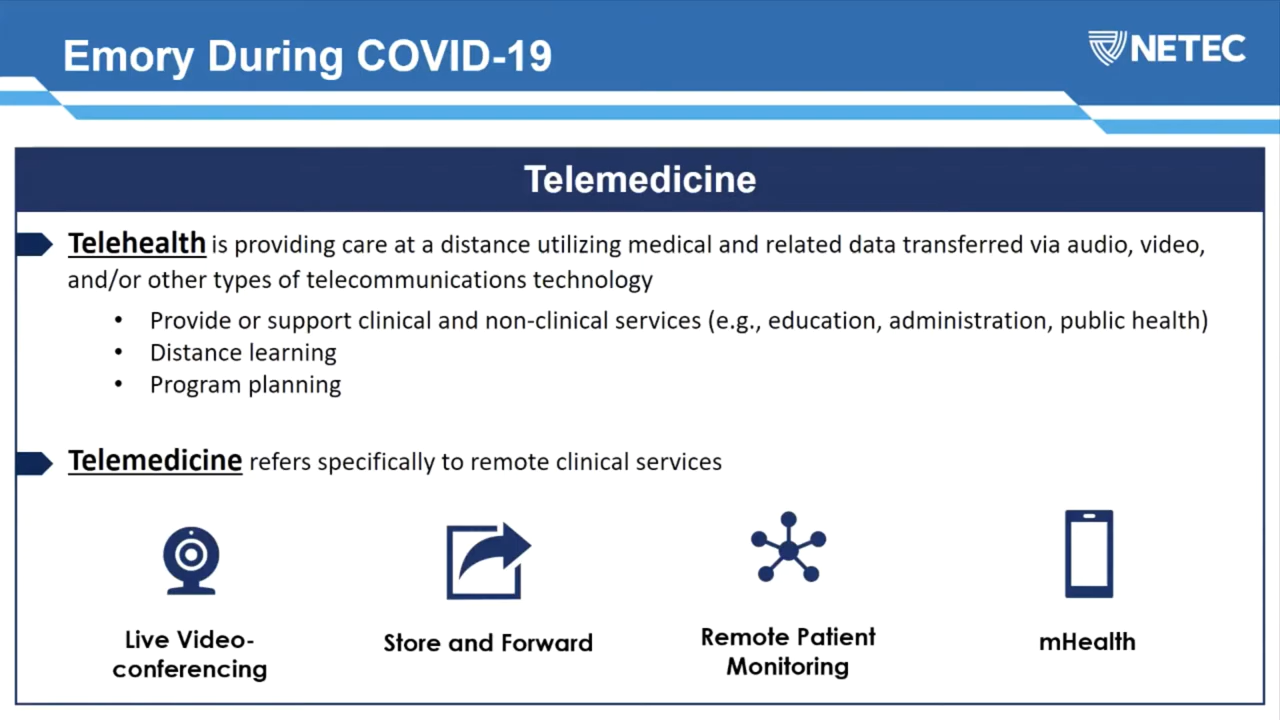 Emory During COVID-19
NETEC
Telemedicine
Telehealth is providing care at a distance utilizing medical and related data transferred via audio, video,
and/or other types of telecommunications technology
• Provide or support clinical and non-clinical services (e.g., education, administration, public health)
• Distance learning
• Program planning
Telemedicine refers specifically to remote clinical services
Live Video-
conferencing
Store and Forward
Remote Patient
Monitoring
mHealth